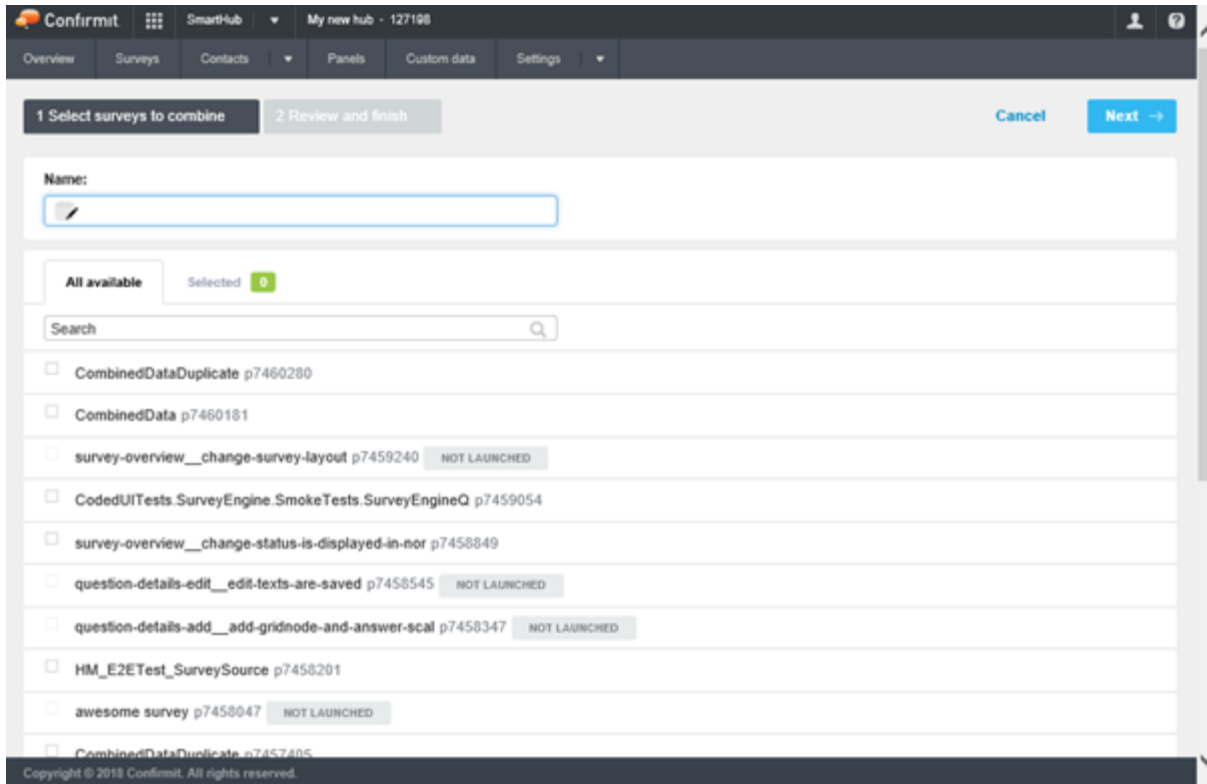 Confirmit SmartHub My new hub - 127198
Overview Surveys Contacts Panels Custom data Settings
1 Select surveys to combine 2 Review and finish Cancel Next →
Name:
All available Selected 0
Search
CombinedDataDuplicate p7460280
CombinedData p7460181
survey-overview__change-survey-layout p7459240 NOT LAUNCHED
CodedUITests.SurveyEngine.SmokeTests.SurveyEngineQ p7459054
survey-overview__change-status-is-displayed-in-nor p7458849
question-details-edit__edit-texts-are-saved p7458545 NOT LAUNCHED
question-details-add__add-gridnode-and-answer-scal p7458347 NOT LAUNCHED
HM_E2ETest_SurveySource p7458201
awesome survey p7458047 NOT LAUNCHED
CombinedDataDuplicate p7457405
Copyright © 2018 Confirmit. All rights reserved.